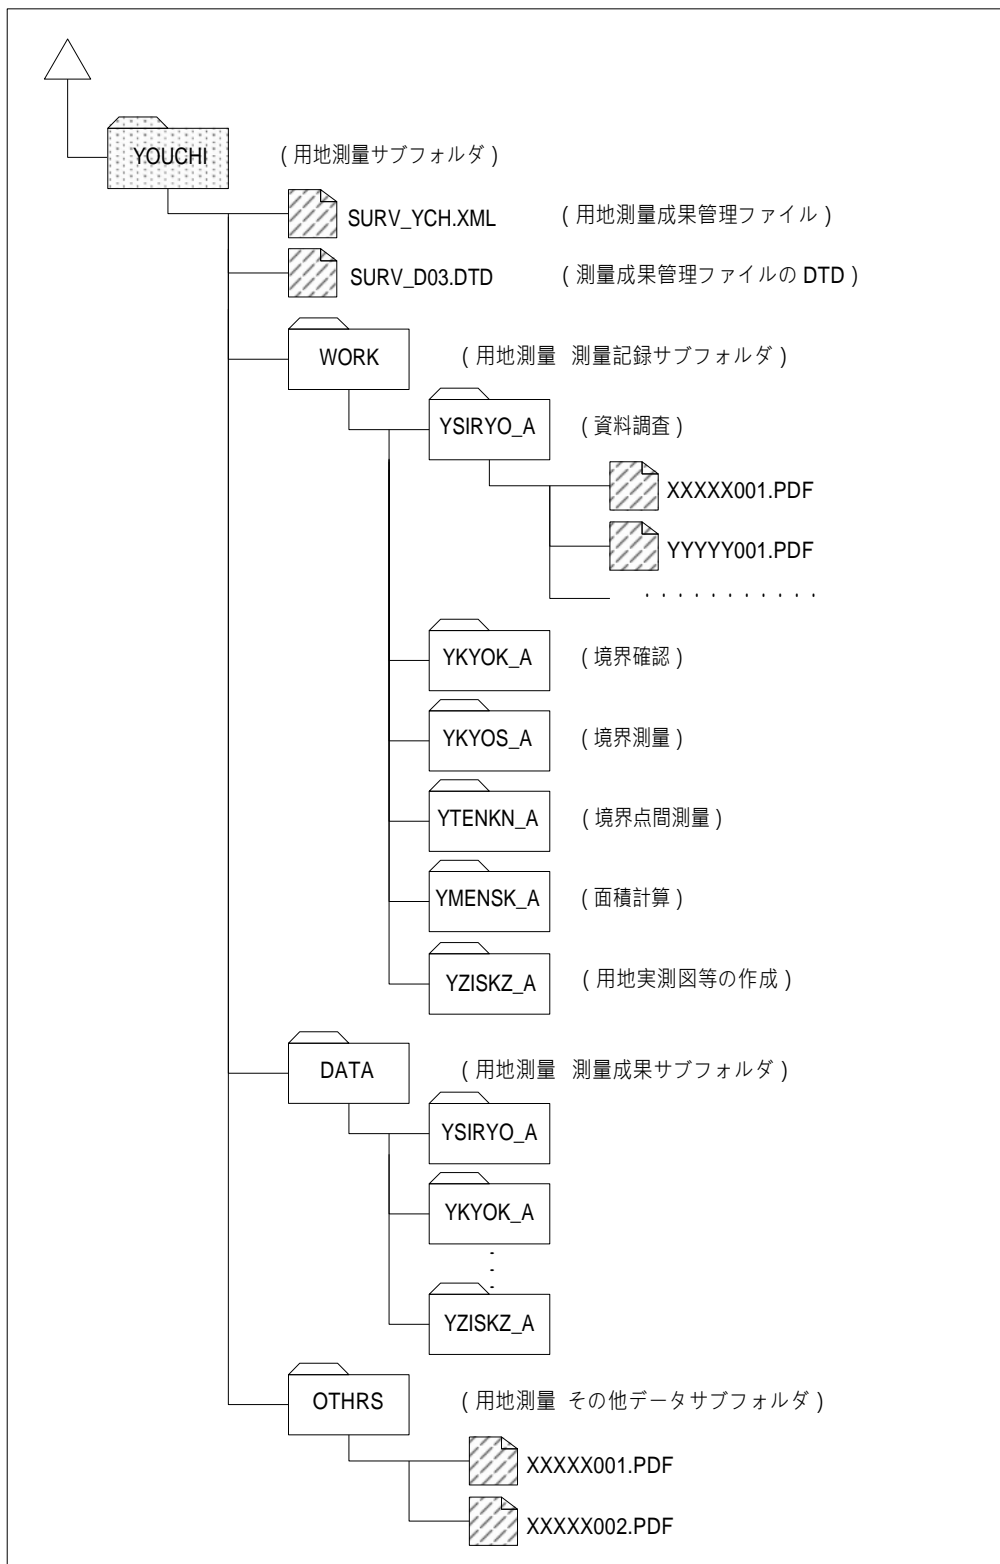 YOUCHI (用地測量サブフォルダ)
SURV_YCH.XML (用地測量成果管理ファイル)
SURV_D03.DTD (測量成果管理ファイルの DTD)
WORK (用地測量 測量記録サブフォルダ)
YSIRYO_A (資料調査)
XXXXX001.PDF
YYYYY001.PDF
. . . . . . . . . . .
YKYOK_A (境界確認)
YKYOS_A (境界測量)
YTENKN_A (境界点間測量)
YMENSK_A (面積計算)
YZISKZ_A (用地実測図等の作成)
DATA (用地測量 測量成果サブフォルダ)
YSIRYO_A
YKYOK_A
YZISKZ_A
OTHRS (用地測量 その他データサブフォルダ)
XXXXX001.PDF
XXXXX002.PDF